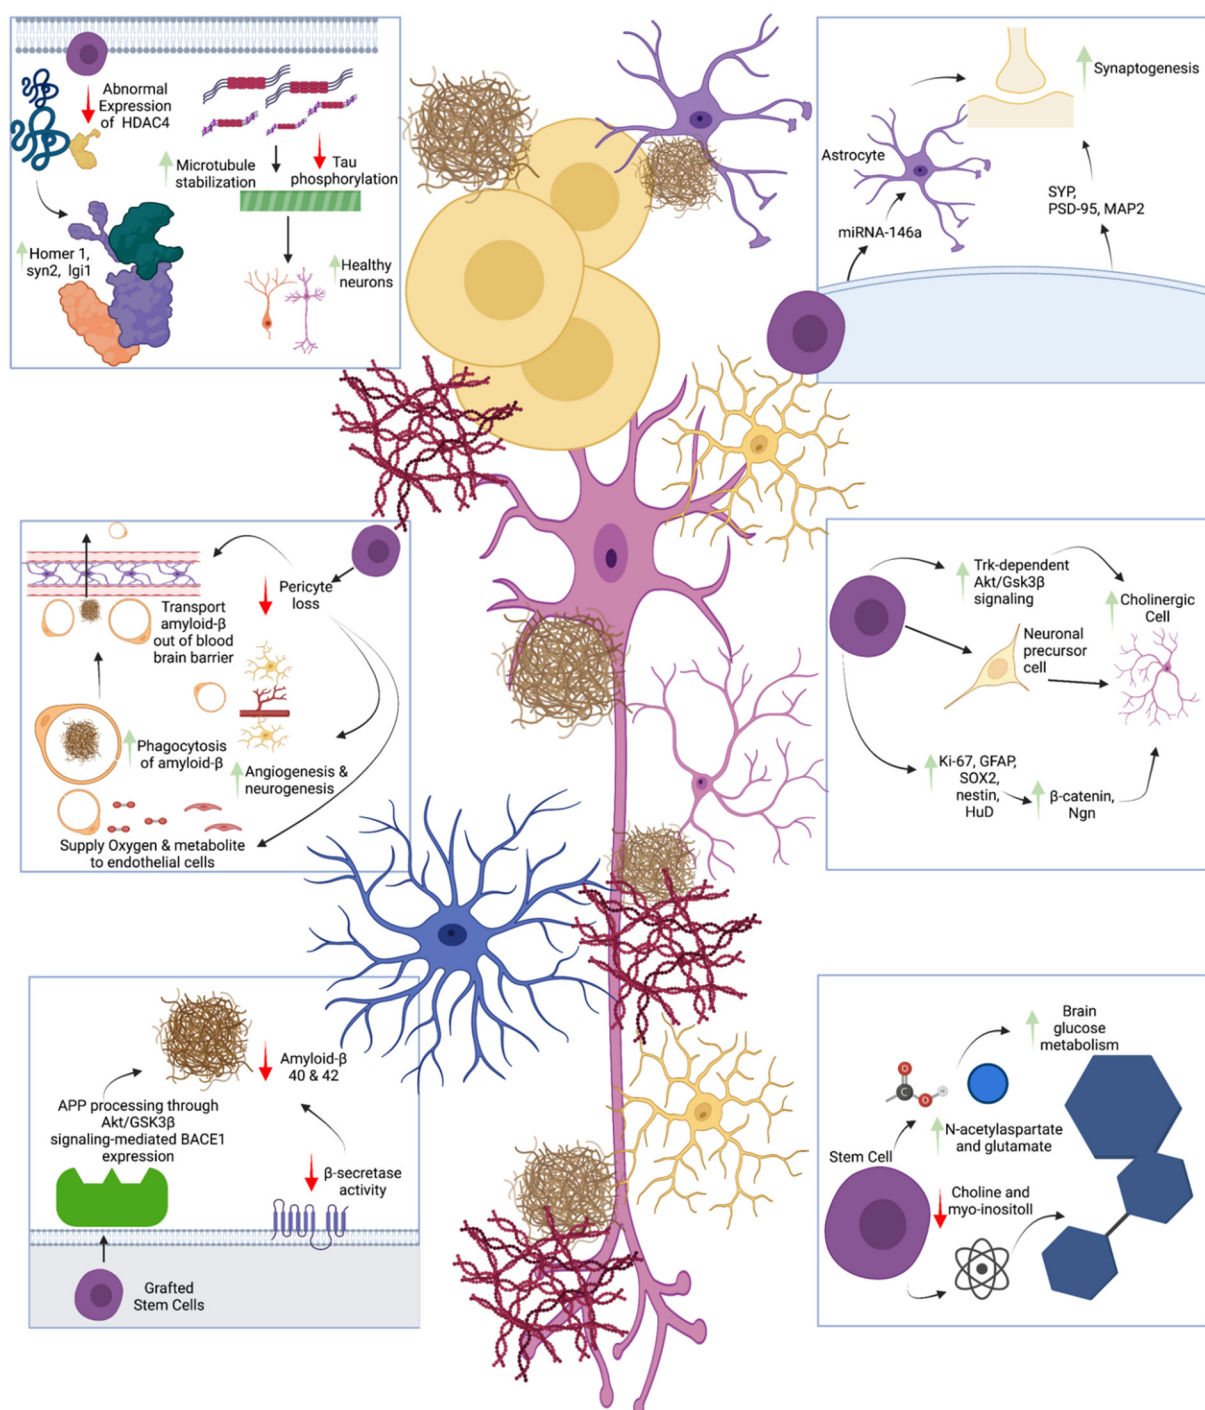 Abnormal
Expression
of HDAC4
Microtubule
stabilization
Tau
phosphorylation
Homer 1,
syn2, lgi1
Healthy
neurons
Synaptogenesis
Astrocyte
SYP,
PSD-95, MAP2
miRNA-146a
Pericyte
loss
Transport
amyloid-β
out of blood
brain barrier
Phagocytosis
of amyloid-β
Angiogenesis &
neurogenesis
Supply Oxygen & metabolite
to endothelial cells
Trk-dependent
Akt/Gsk3β
signaling
Cholinergic
Cell
Neuronal
precursor
cell
Ki-67, GFAP,
SOX2,
nestin,
HuD
β-catenin,
Ngn
Amyloid-β
40 & 42
APP processing through
Akt/GSK3β
signaling-mediated BACE1
expression
β-secretase
activity
Grafted
Stem Cells
Brain
glucose
metabolism
O
C
O
H
N-acetylaspartate
and glutamate
Stem Cell
Choline and
myo-inositoll